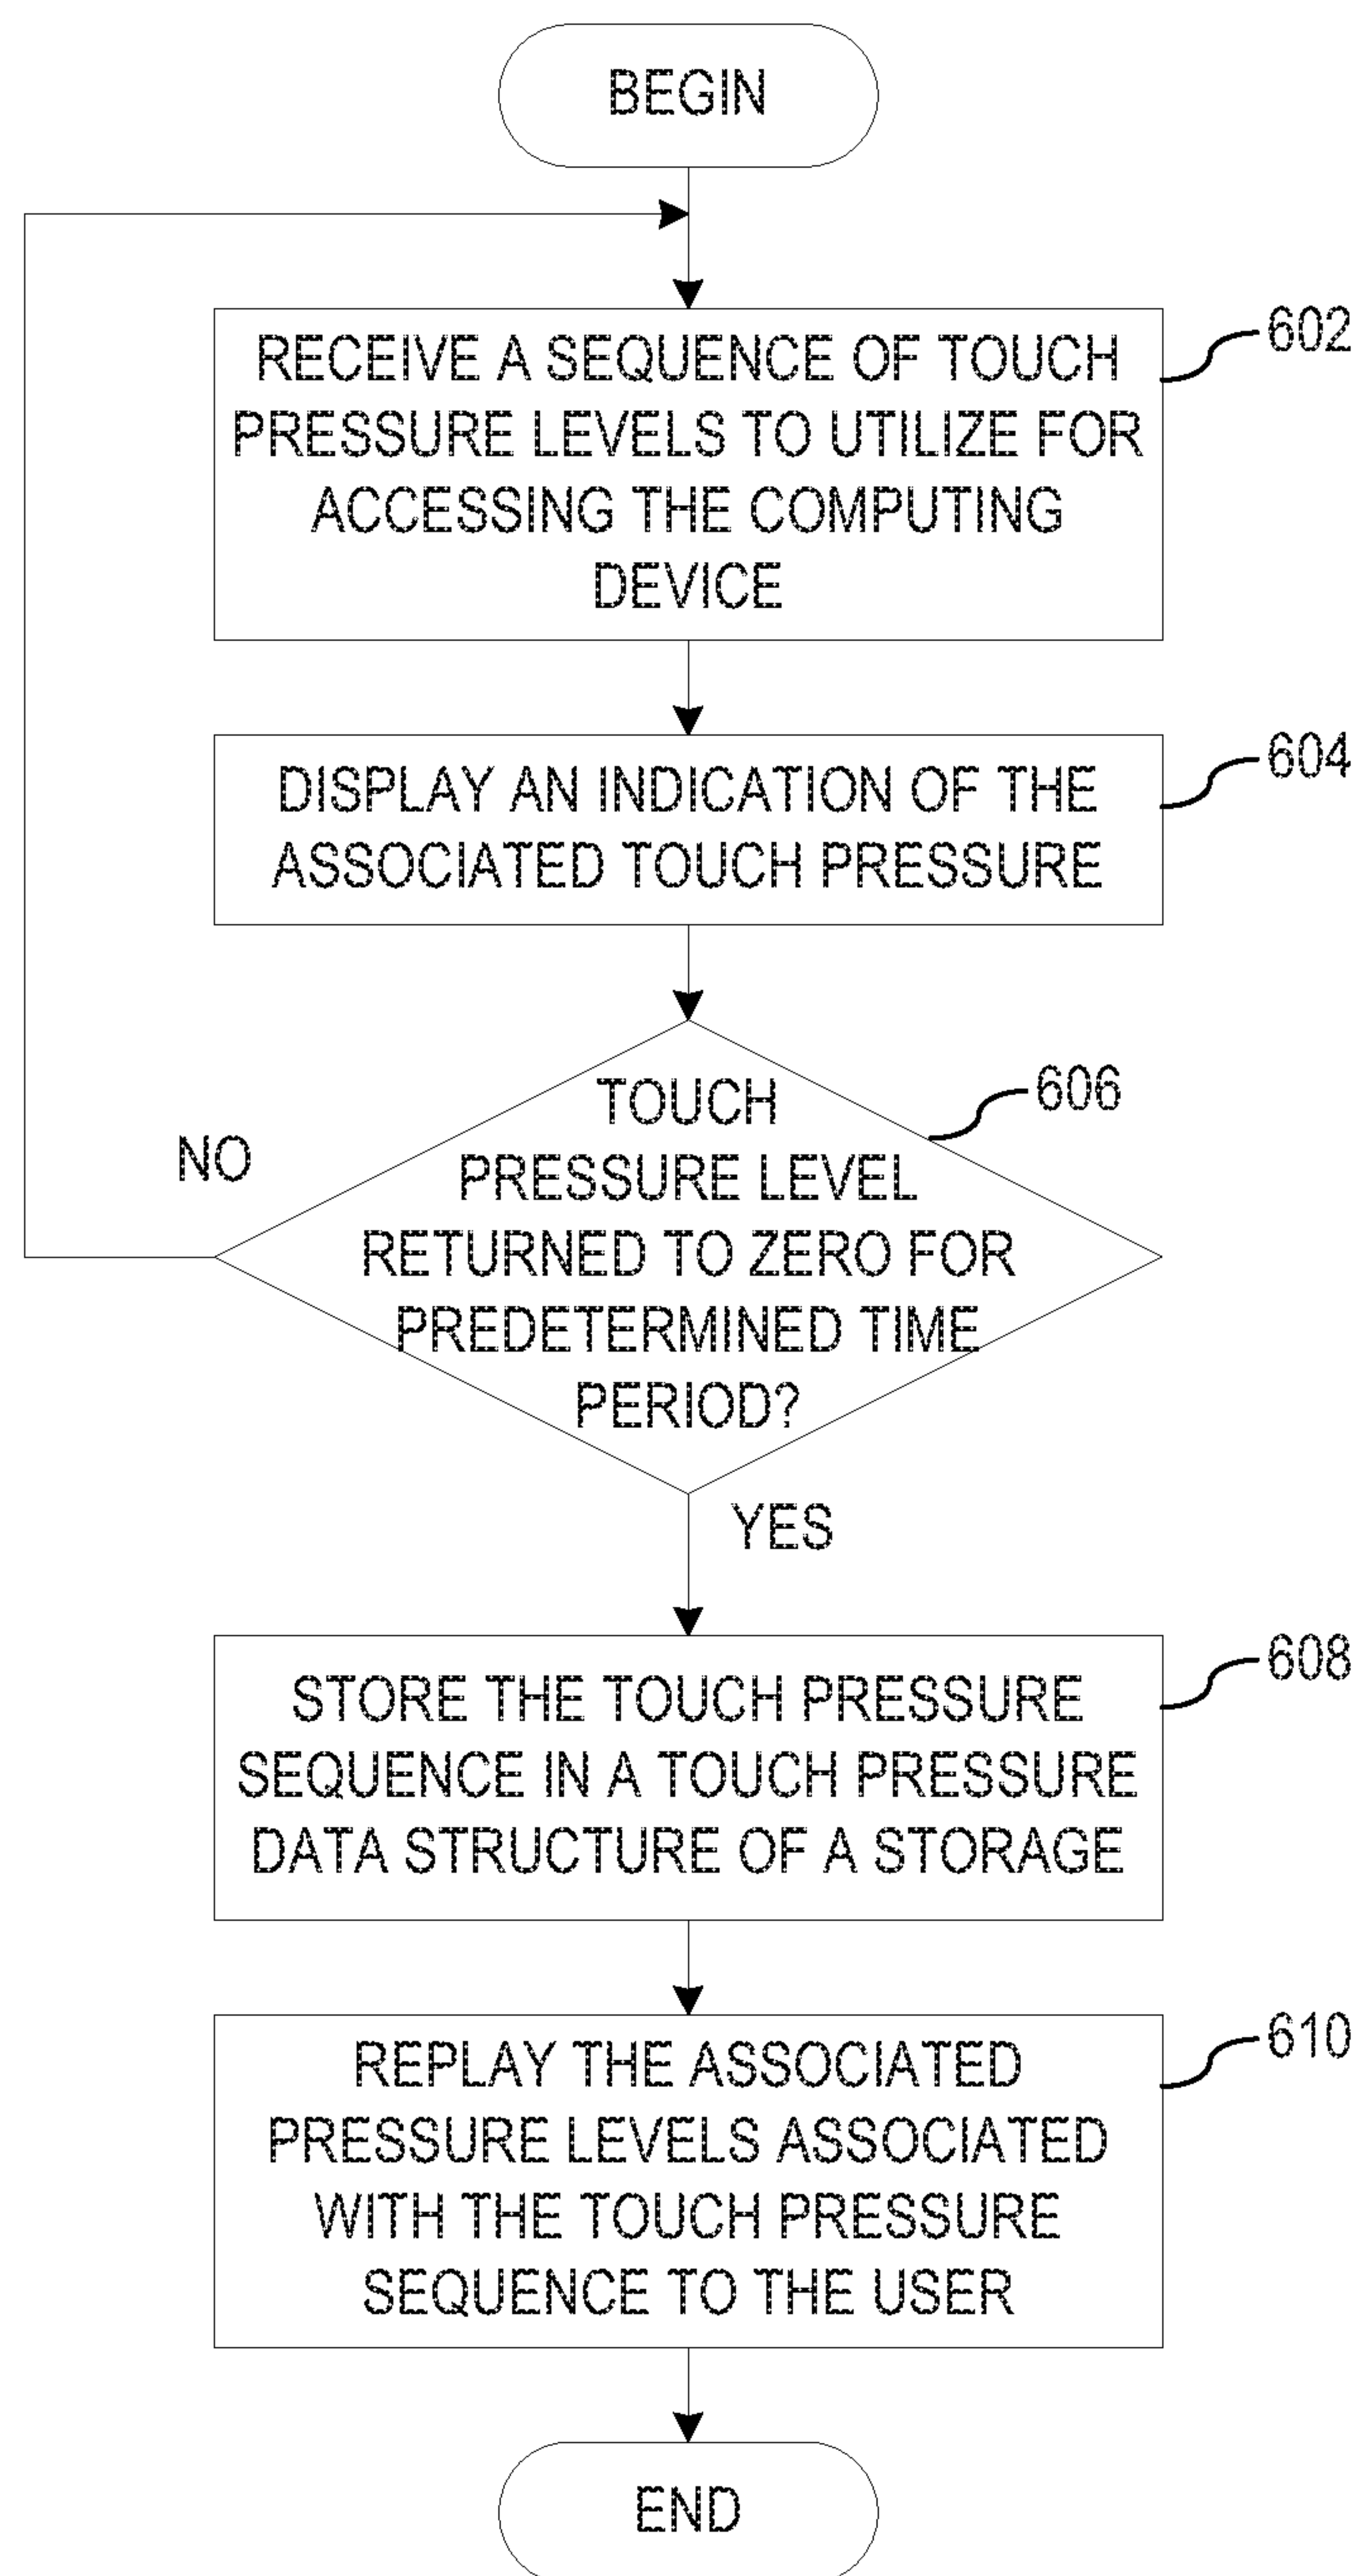 BEGIN
RECEIVE A SEQUENCE OF TOUCH
PRESSURE LEVELS TO UTILIZE FOR
ACCESSING THE COMPUTING
DEVICE
602
DISPLAY AN INDICATION OF THE
ASSOCIATED TOUCH PRESSURE
604
TOUCH
PRESSURE LEVEL
RETURNED TO ZERO FOR
PREDETERMINED TIME
PERIOD?
606
NO
YES
STORE THE TOUCH PRESSURE
SEQUENCE IN A TOUCH PRESSURE
DATA STRUCTURE OF A STORAGE
608
REPLAY THE ASSOCIATED
PRESSURE LEVELS ASSOCIATED
WITH THE TOUCH PRESSURE
SEQUENCE TO THE USER
610
END